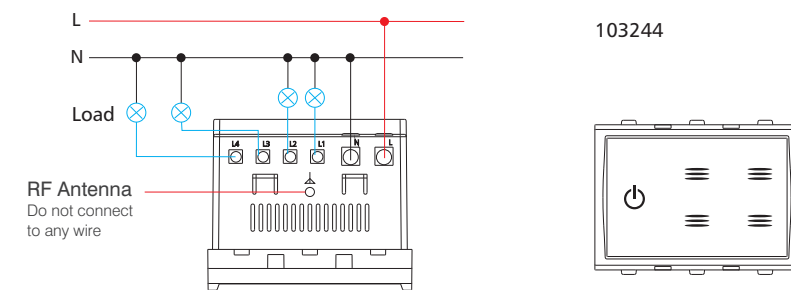 L
103244
N
Load
L4 L3 L2 L1 N L
RF Antenna
Do not connect
to any wire